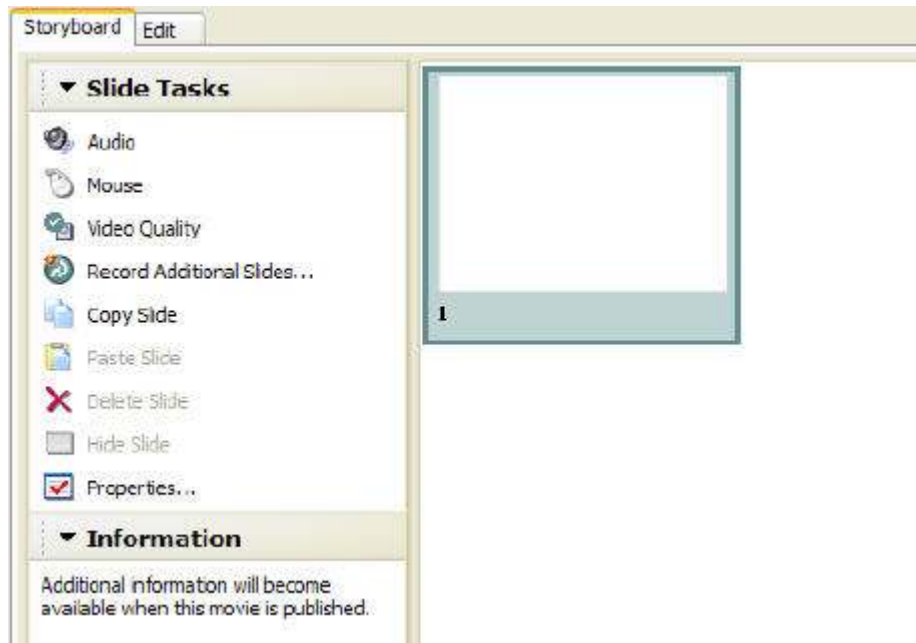 Storyboard
Edit
Slide Tasks
Audio
Mouse
Video Quality
Record Additional Slides...
Copy Slide
Paste Slide
Delete Slide
Hide Slide
Properties...
Information
Additional information will become
available when this movie is published.
1